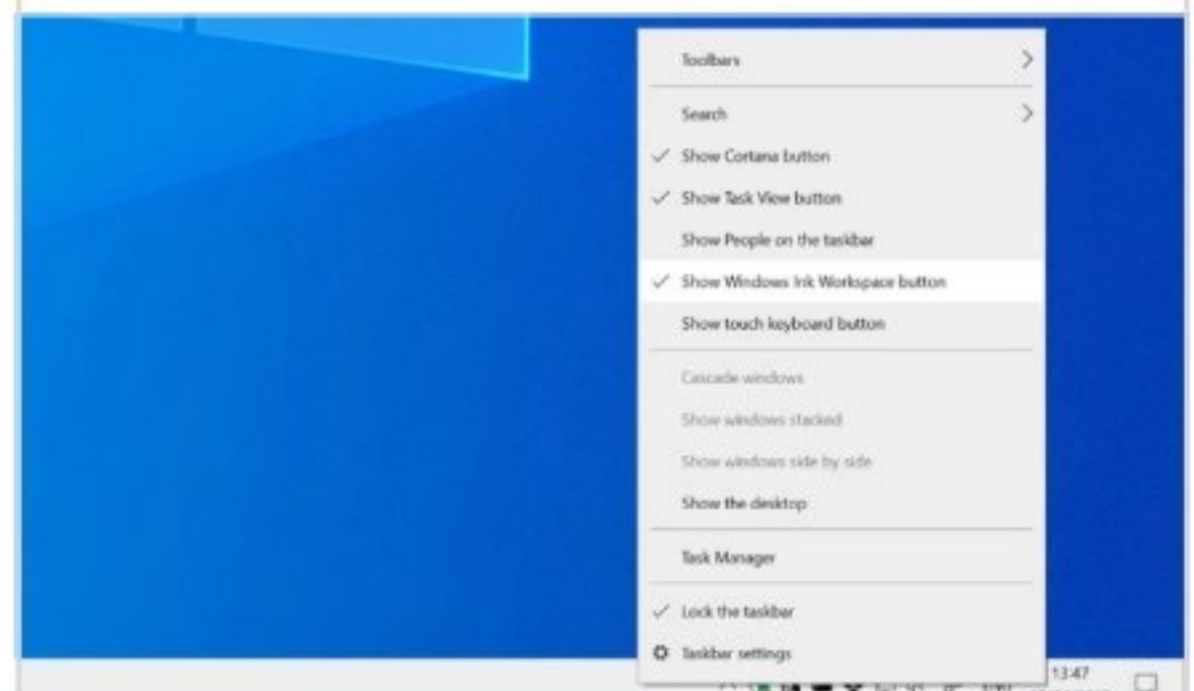 Toolbars
Search
Show Cortana button
Show Task View button
Show People on the taskbar
Show Windows Ink Workspace button
Show touch keyboard button
Cascade windows
Show windows stacked
Show windows side by side
Show the desktop
Task Manager
Lock the taskbar
Taskbar settings
13:47